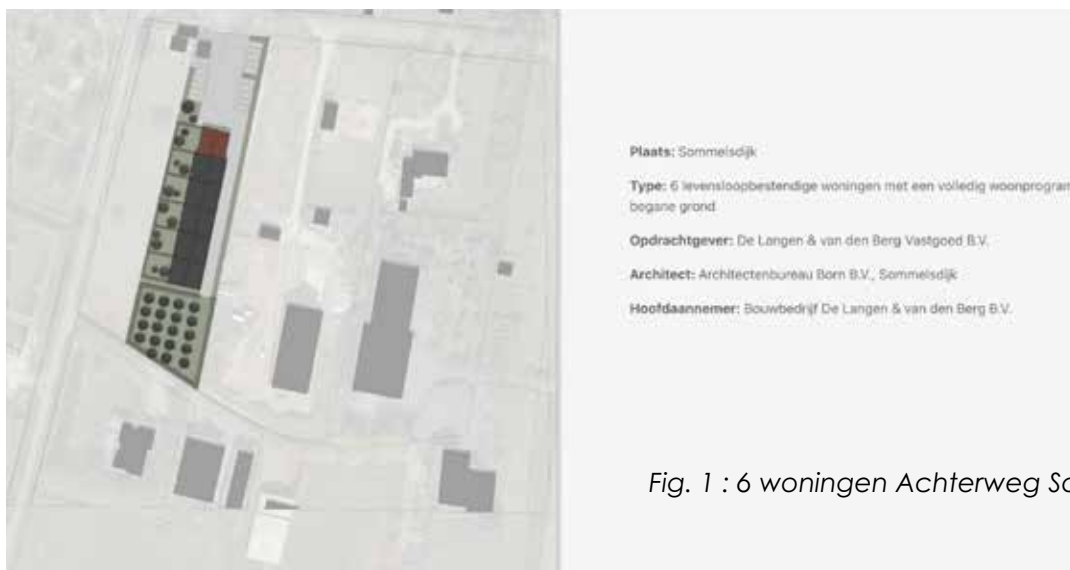 Plaats: Sommelsdijk
Type: 6 levensloopbestendige woningen met een volledig woonprogram
begane grond
Opdrachtgever: De Langen & van den Berg Vastgoed B.V.
Architect: Architectenbureau Born B.V., Sommelsdijk
Hoofdaannemer: Bouwbedrijf De Langen & van den Berg B.V.
Fig. 1 : 6 woningen Achterweg So